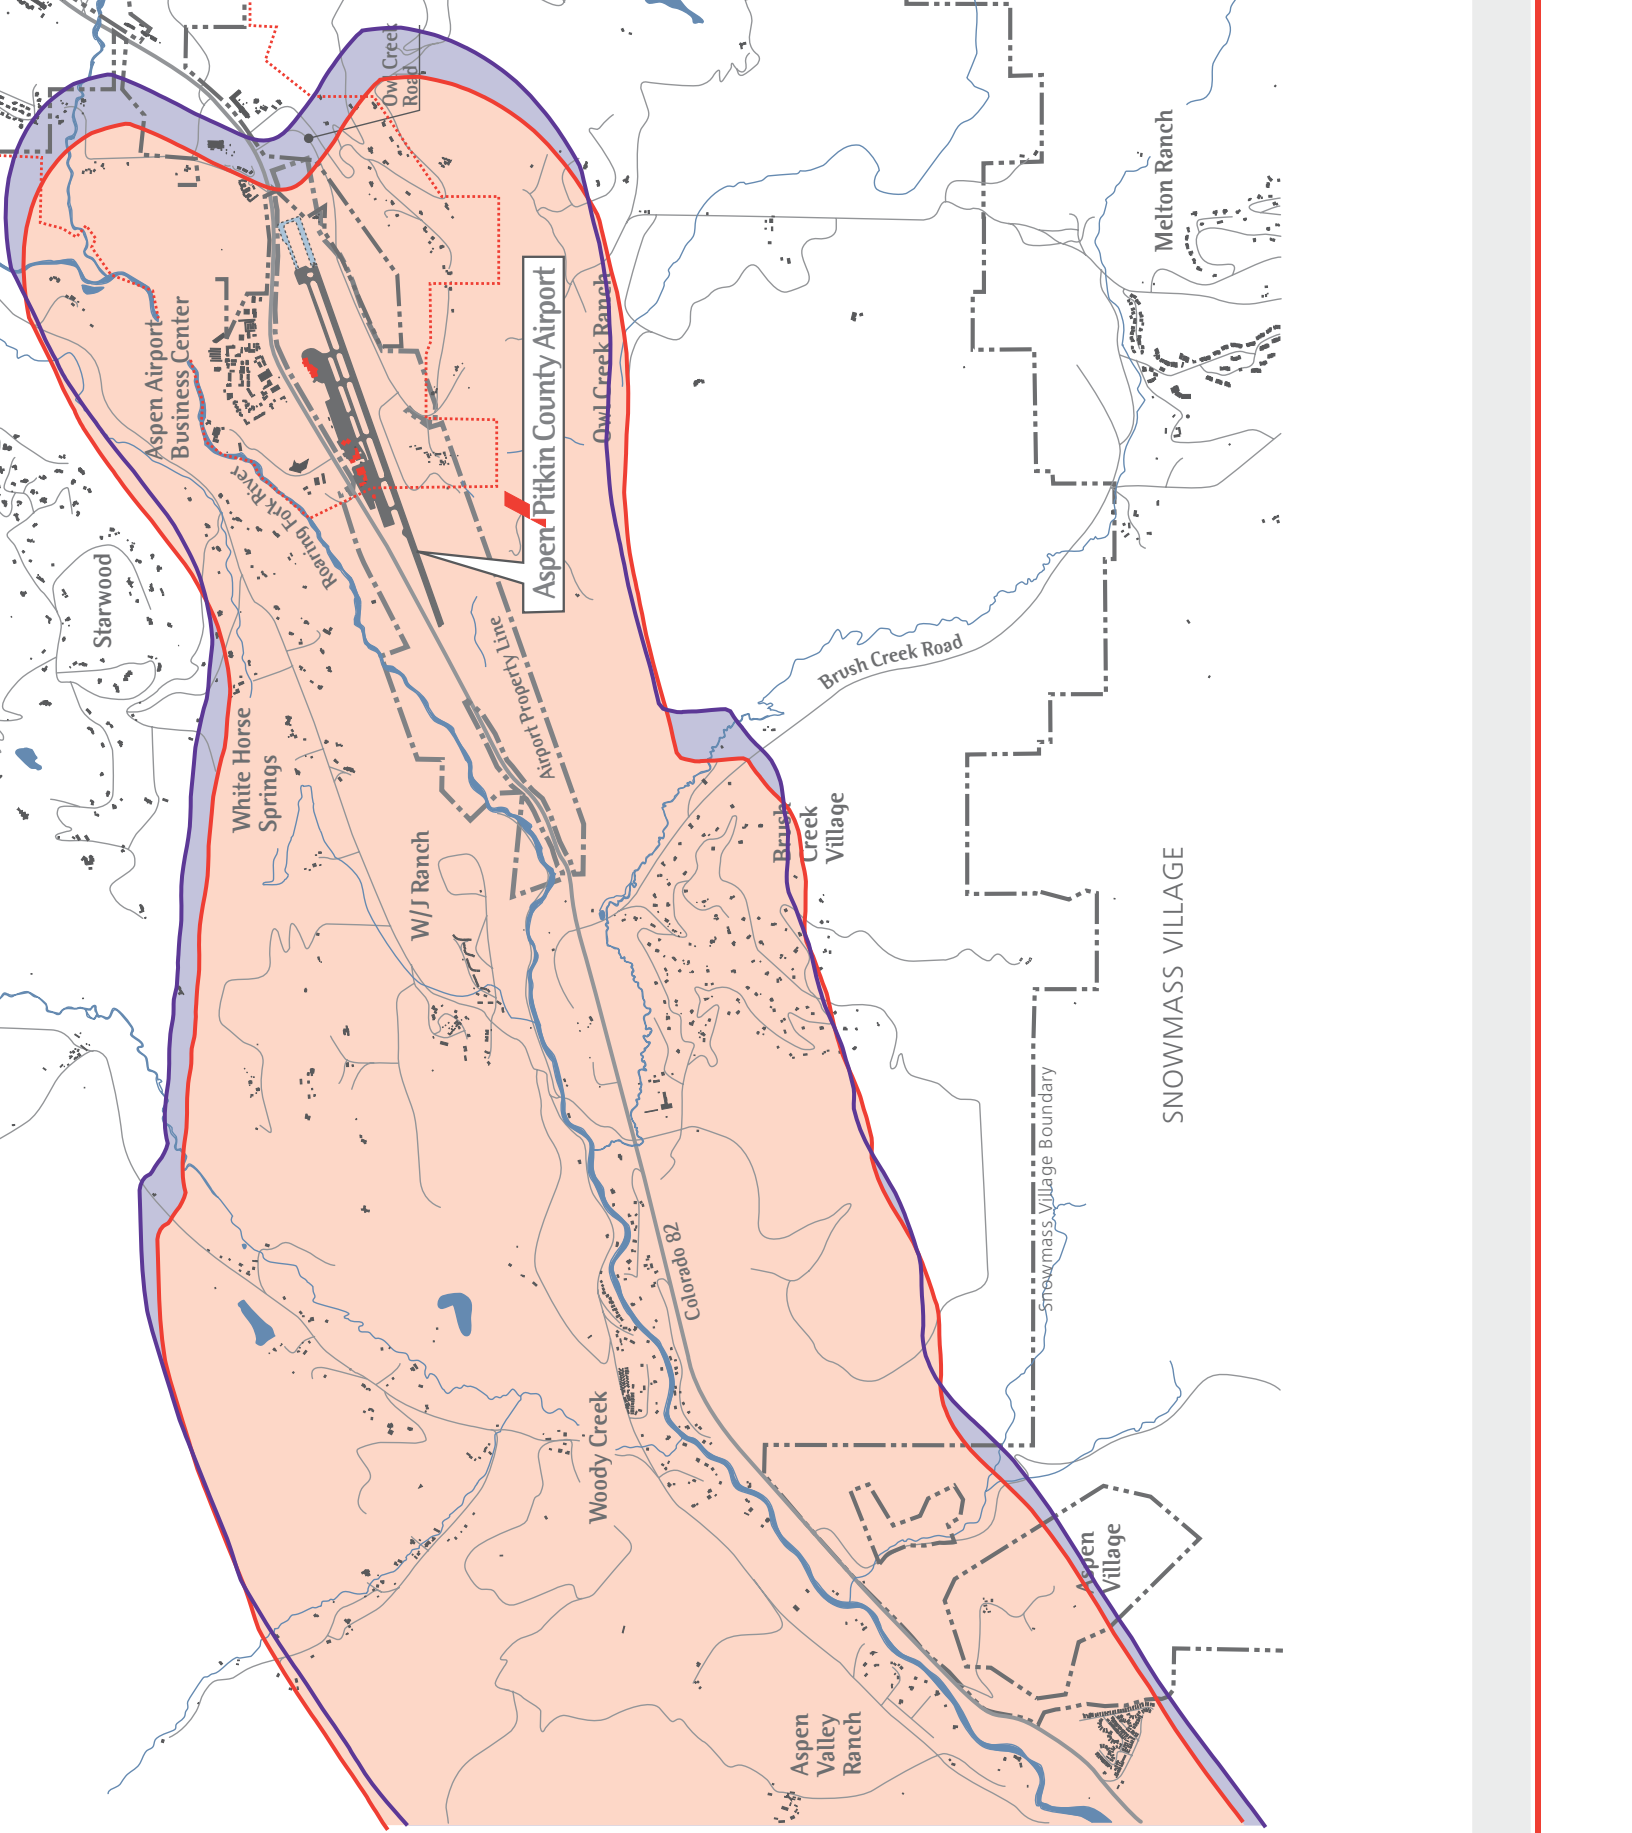 Owl Creek
Road
Melton Ranch
Aspen Airport
Business Center
Aspen Pitkin County Airport
Owl Creek Ranch
Roaring Fork River
Starwood
Airport Property Line
Brush Creek Road
White Horse
Springs
Brush
Creek
Village
W/J Ranch
SNOWMASS VILLAGE
Snowmass Village Boundary
Colorado 82
Woody Creek
Aspen
Village
Aspen
Valley
Ranch